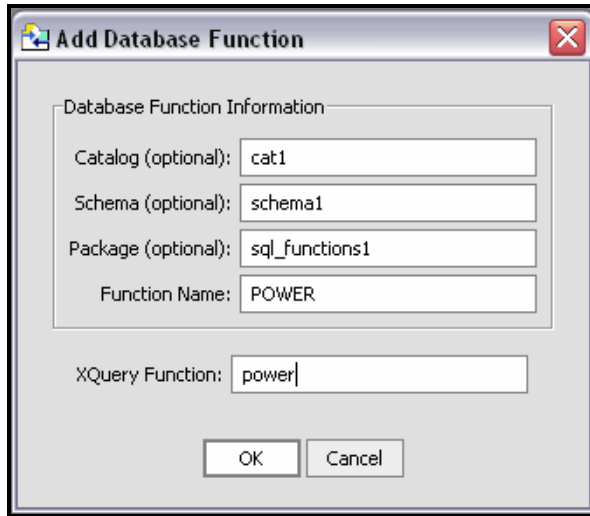 Add Database Function
Database Function Information
Catalog (optional): cat1
Schema (optional): schema1
Package (optional): sql_functions1
Function Name: POWER
XQuery Function: power
OK Cancel